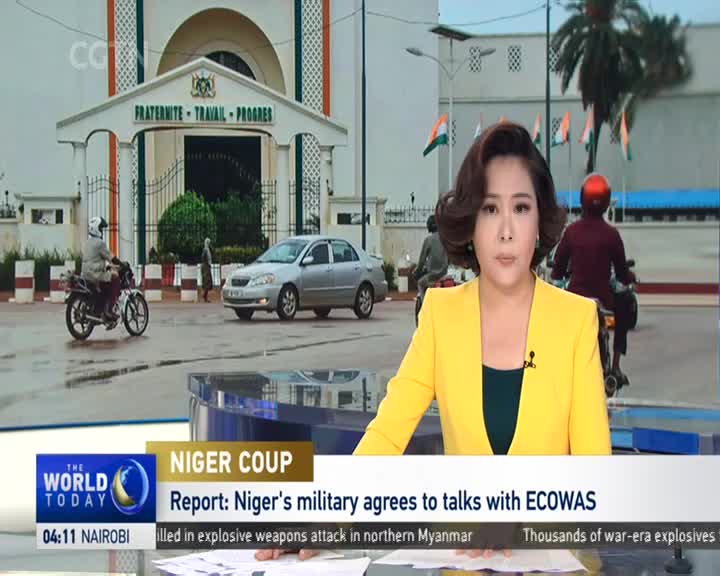 CGTN
FRATERNITE - TRAVAIL - PROGRES
NIGER COUP
THE WORLD TODAY
Report: Niger's military agrees to talks with ECOWAS
04:11 NAIROBI
illed in explosive weapons attack in northern Myanmar Thousands of war-era explosives